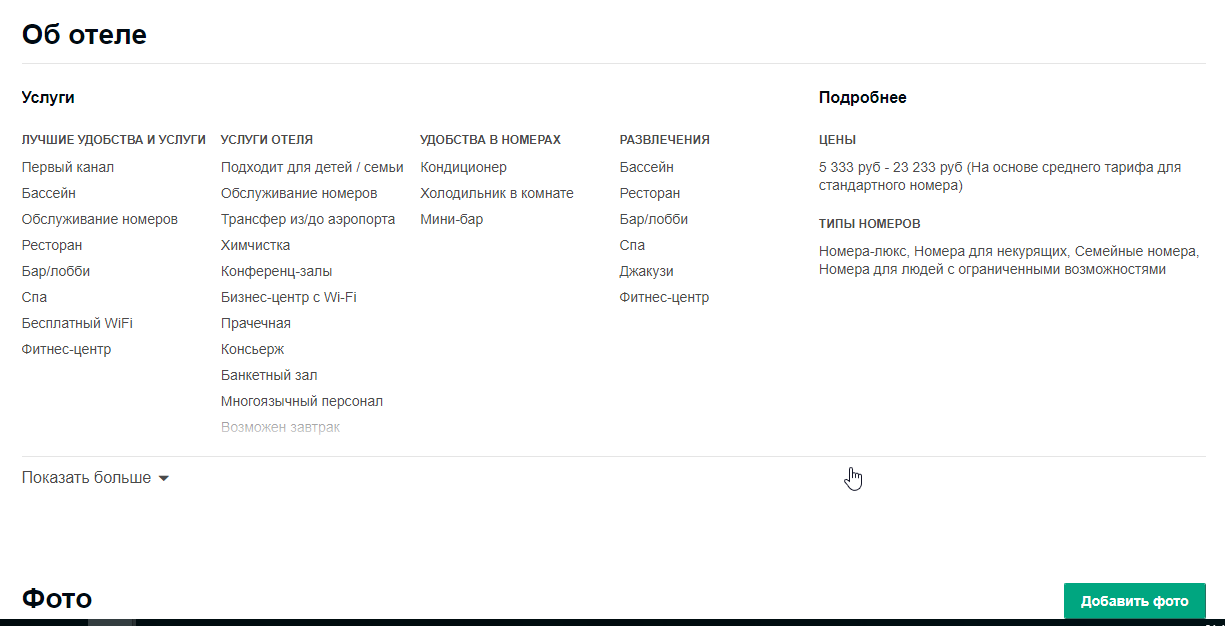 Об отеле
Услуги
ЛУЧШИЕ УДОБСТВА И УСЛУГИ
Первый канал
Бассейн
Обслуживание номеров
Ресторан
Бар/лобби
Спа
Бесплатный WiFi
Фитнес-центр
УСЛУГИ ОТЕЛЯ
Подходит для детей / семьи
Обслуживание номеров
Трансфер из/до аэропорта
Химчистка
Конференц-залы
Бизнес-центр с Wi-Fi
Прачечная
Консьерж
Банкетный зал
Многоязычный персонал
Возможен завтрак
УДОБСТВА В НОМЕРАХ
Кондиционер
Холодильник в комнате
Мини-бар
РАЗВЛЕЧЕНИЯ
Бассейн
Ресторан
Бар/лобби
Спа
Джакузи
Фитнес-центр
Подробнее
ЦЕНЫ
5 333 руб - 23 233 руб (На основе среднего тарифа для
стандартного номера)
ТИПЫ НОМЕРОВ
Номера-люкс, Номера для некурящих, Семейные номера,
Номера для людей с ограниченными возможностями
Показать больше
Фото
Добавить фото